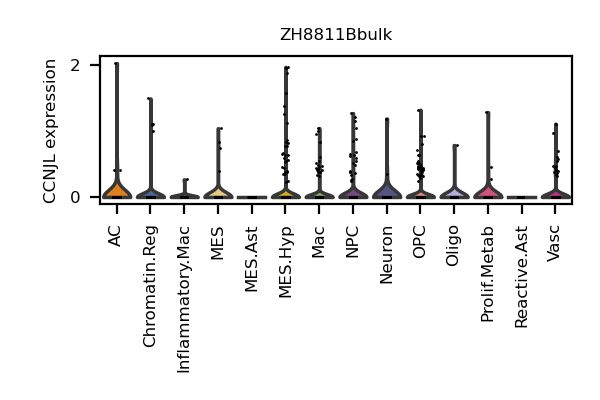 ZH8811Bbulk
CCNJL expression
2
0
AC
Chromatin.Reg
Inflammatory.Mac
MES
MES.Ast
MES.Hyp
Mac
NPC
Neuron
OPC
Oligo
Prolif.Metab
Reactive.Ast
Vasc